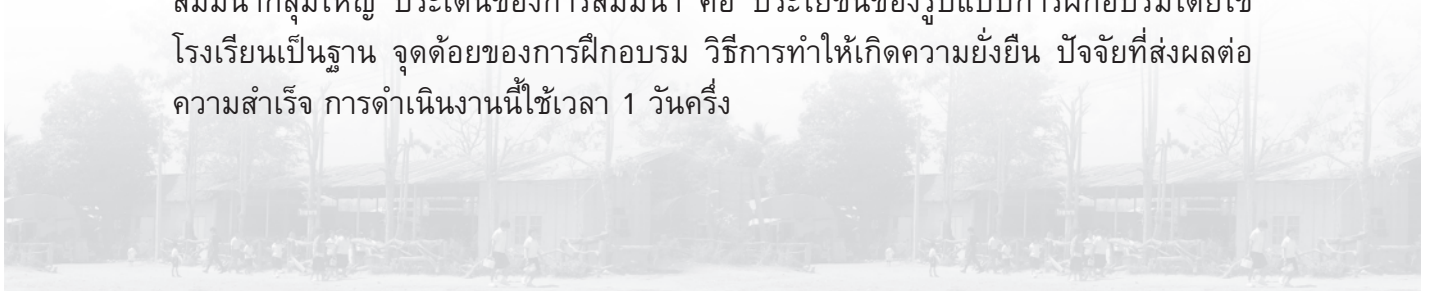 สัมมนากลุ่มใหญ่ ประเด็นของการสัมมนา คือ ประโยชน์ของรูปแบบการฝึกอบรมโดยใช้
โรงเรียนเป็นฐาน จุดด้อยของการฝึกอบรม วิธีการทำให้เกิดความยั่งยืน ปัจจัยที่ส่งผลต่อ
ความสำเร็จ การดำเนินงานนี้ใช้เวลา 1 วันครึ่ง